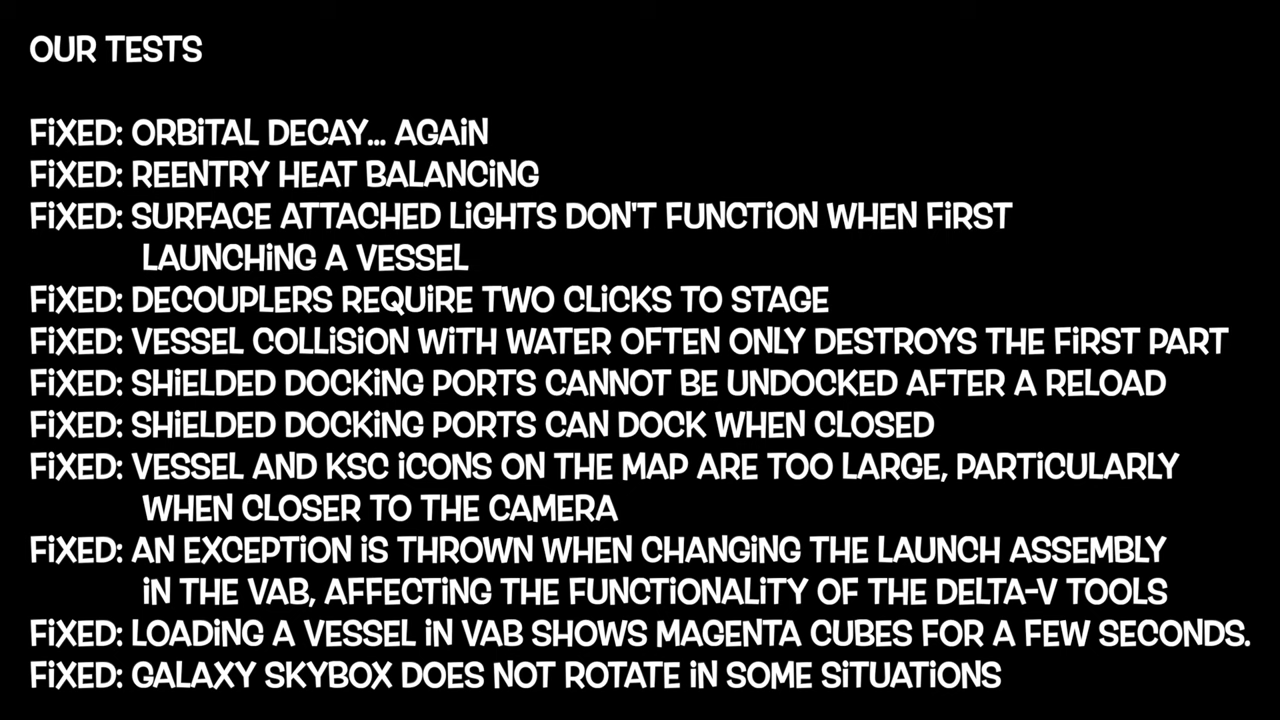 OUR TESTS
FiXED: ORBiTAL DECAY... AGAiN
FiXED: REENTRY HEAT BALANCiNG
FiXED: SURFACE ATTACHED LiGHTS DON'T FUNCTiON WHEN FiRST
LAUNCHiNG A VESSEL
FiXED: DECOUPLERS REQUiRE TWO CLiCKS TO STAGE
FiXED: VESSEL COLLiSiON WiTH WATER OFTEN ONLY DESTROYS THE FiRST PART
FiXED: SHiELDED DOCKiNG PORTS CANNOT BE UNDOCKED AFTER A RELOAD
FiXED: SHiELDED DOCKiNG PORTS CAN DOCK WHEN CLOSED
FiXED: VESSEL AND KSC iCONS ON THE MAP ARE TOO LARGE, PARTiCULARLY
WHEN CLOSER TO THE CAMERA
FiXED: AN EXCEPTiON iS THROWN WHEN CHANGiNG THE LAUNCH ASSEMBLY
iN THE VAB, AFFECTiNG THE FUNCTiONALiTY OF THE DELTA-V TOOLS
FiXED: LOADiNG A VESSEL iN VAB SHOWS MAGENTA CUBES FOR A FEW SECONDS.
FiXED: GALAXY SKYBOX DOES NOT ROTATE iN SOME SiTUATiONS